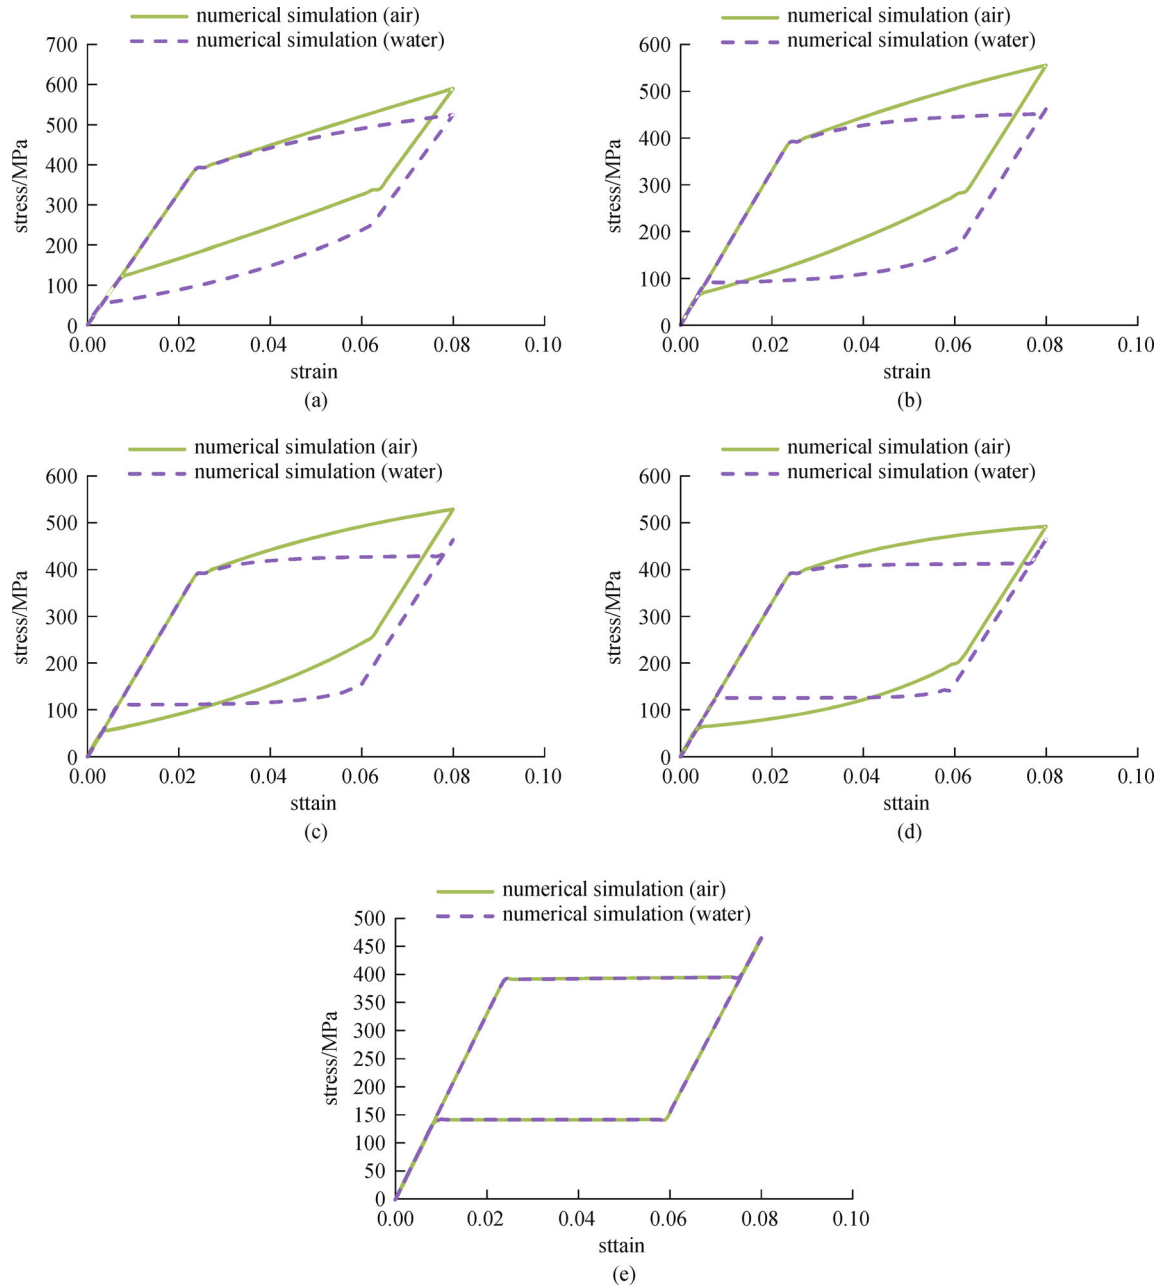 numerical simulation (air)
numerical simulation (water)
700
600
500
400
300
200
100
0
stress/MPa
0.00 0.02 0.04 0.06 0.08 0.10
strain
(a)
numerical simulation (air)
numerical simulation (water)
600
500
400
300
200
100
0
stress/MPa
0.00 0.02 0.04 0.06 0.08 0.10
strain
(b)
numerical simulation (air)
numerical simulation (water)
600
500
400
300
200
100
0
stress/MPa
0.00 0.02 0.04 0.06 0.08 0.10
sttain
(c)
numerical simulation (air)
numerical simulation (water)
600
500
400
300
200
100
0
stress/MPa
0.00 0.02 0.04 0.06 0.08 0.10
sttain
(d)
numerical simulation (air)
numerical simulation (water)
500
450
400
350
300
250
200
150
100
50
0
stress/MPa
0.00 0.02 0.04 0.06 0.08 0.10
sttain
(e)